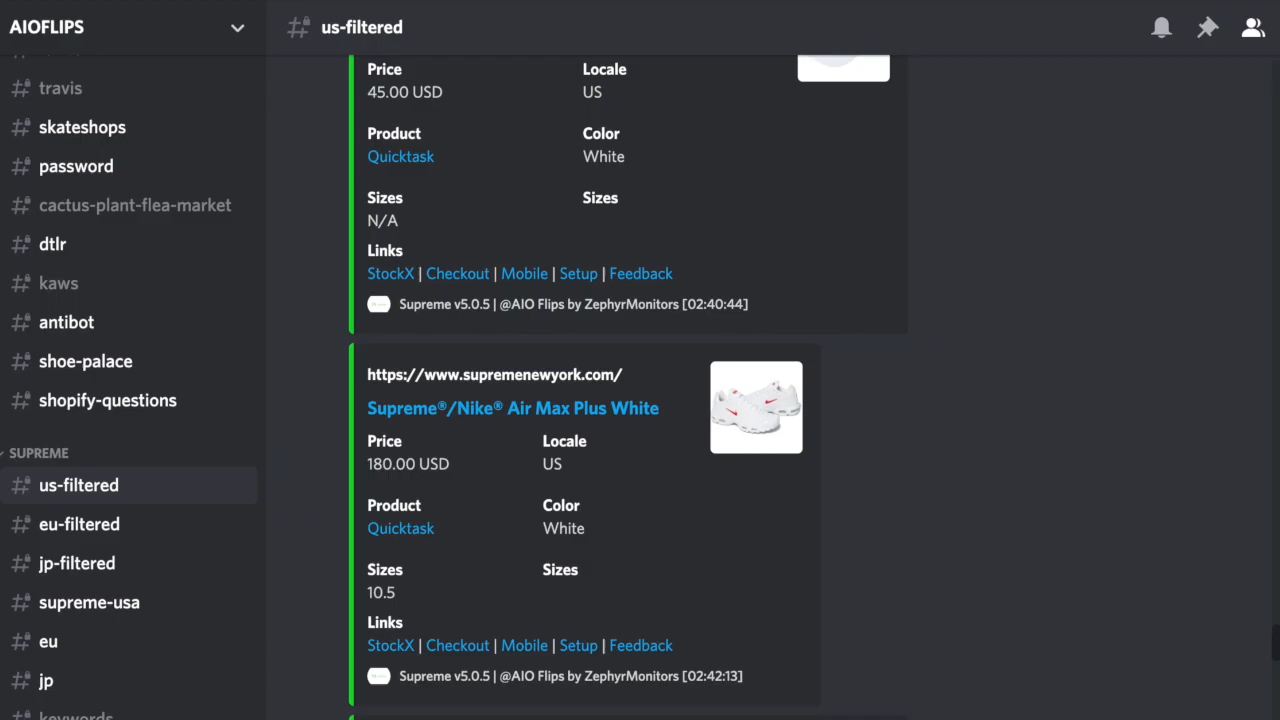 AIOFLIPS
travis
skateshops
password
cactus-plant-flea-market
dtlr
kaws
antibot
shoe-palace
shopify-questions
SUPREME
us-filtered
eu-filtered
jp-filtered
supreme-usa
eu
jp
keywords
us-filtered
Price Locale
45.00 USD US
Product Color
Quicktask White
Sizes Sizes
N/A
Links
StockX | Checkout | Mobile | Setup | Feedback
Supreme v5.0.5 | @AIO Flips by ZephyrMonitors [02:40:44]
https://www.supremenewyork.com/
Supreme®/Nike® Air Max Plus White
Price Locale
180.00 USD US
Product Color
Quicktask White
Sizes Sizes
10.5
Links
StockX | Checkout | Mobile | Setup | Feedback
Supreme v5.0.5 | @AIO Flips by ZephyrMonitors [02:42:13]